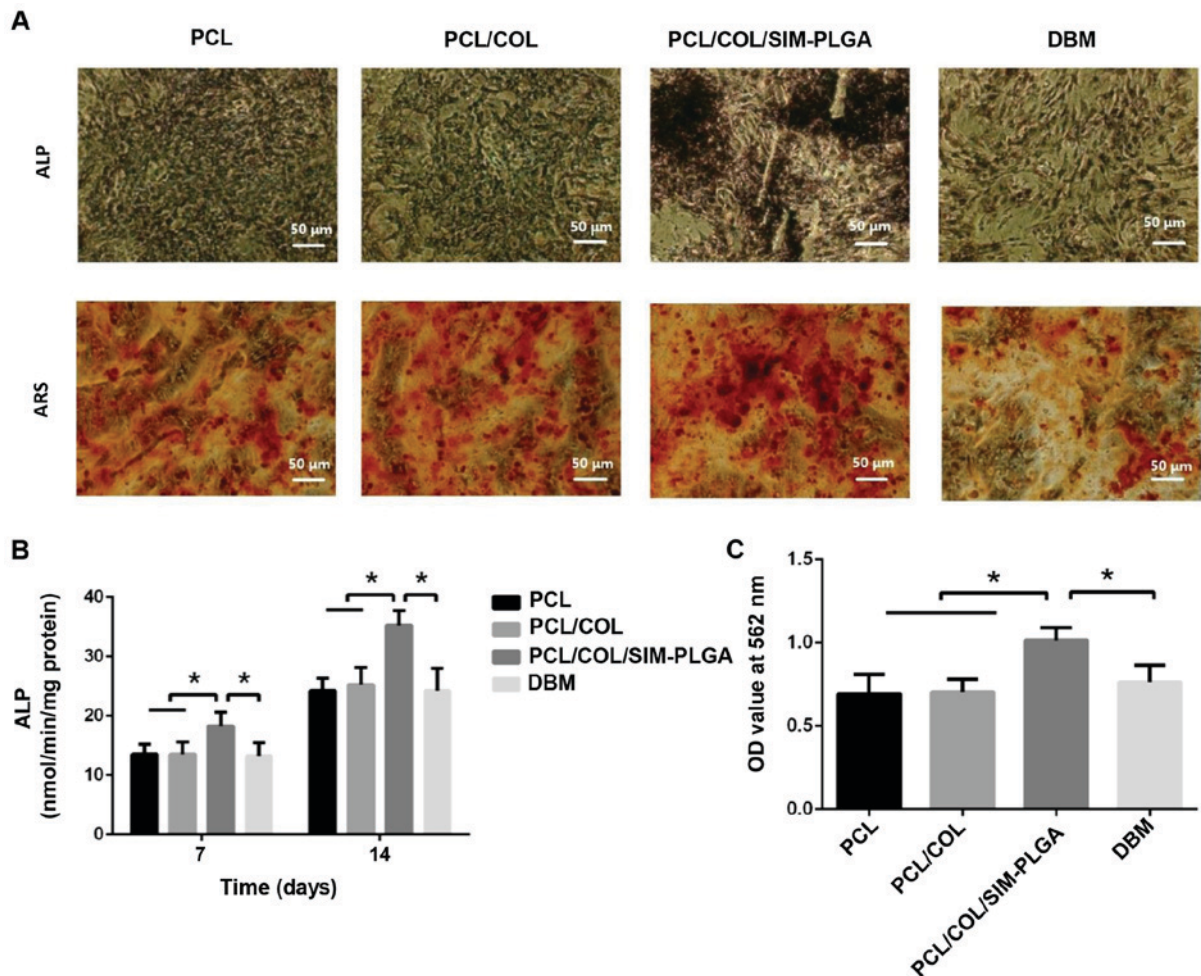 A
PCL
PCL/COL
PCL/COL/SIM-PLGA
DBM
ALP
50 µm
50 µm
50 µm
50 µm
ARS
50 µm
50 µm
50 µm
50 µm
B
ALP
(nmol/min/mg protein)
40
30
20
10
0
* * * *
7
14
Time (days)
PCL
PCL/COL
PCL/COL/SIM-PLGA
DBM
C
OD value at 562 nm
1.5
1.0
0.5
0.0
* *
PCL
PCL/COL
PCL/COL/SIM-PLGA
DBM